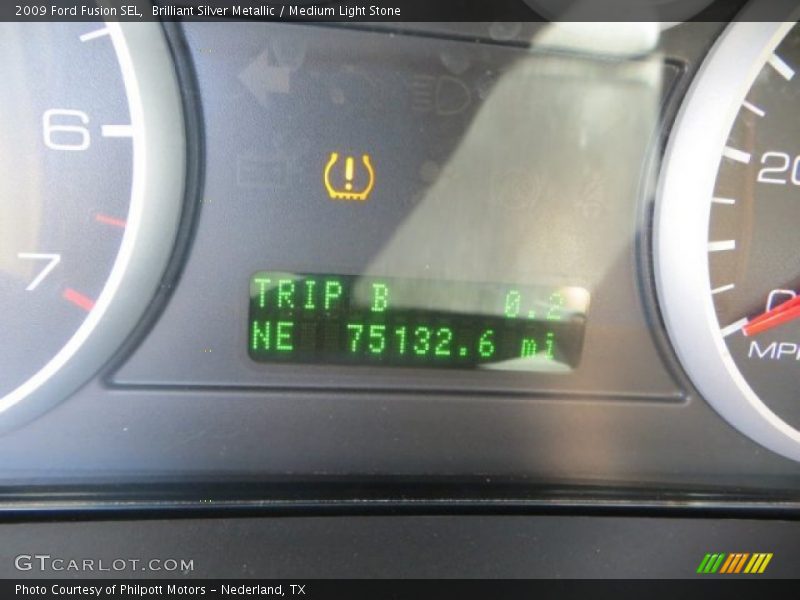 2009 Ford Fusion SEL, Brilliant Silver Metallic / Medium Light Stone
6
7
TRIP B 0.2
NE 75132.6 mi
20
0
MPH
GTCARLOT.COM
Photo Courtesy of Philpott Motors - Nederland, TX